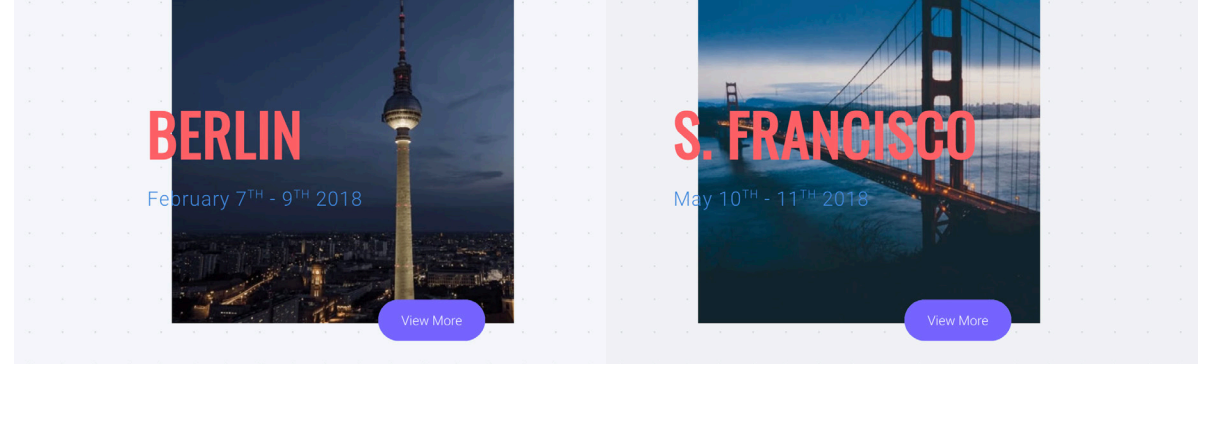 BERLIN
February 7TH - 9TH 2018
View More
S. FRANCISCO
May 10TH - 11TH 2018
View More